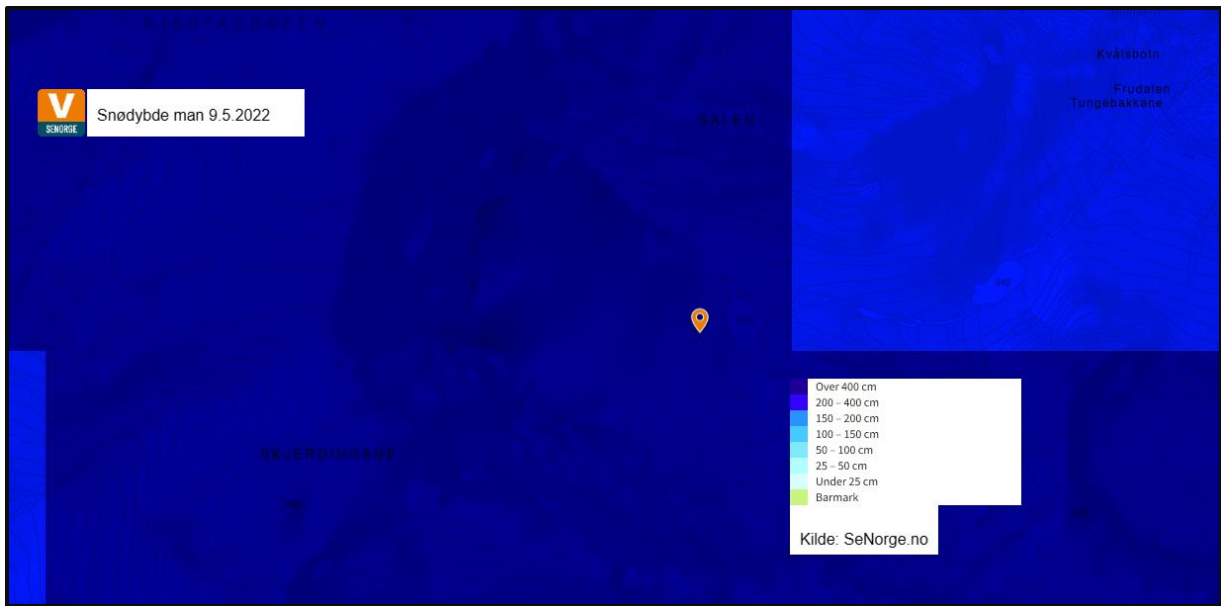 V
SENORGE
Snødybde man 9.5.2022
Kvålsbotn
Frudalen
Tungebakkane
SÅLEN
SKJERDINGANE
Over 400 cm
200 – 400 cm
150 – 200 cm
100 – 150 cm
50 – 100 cm
25 – 50 cm
Under 25 cm
Barmark
Kilde: SeNorge.no